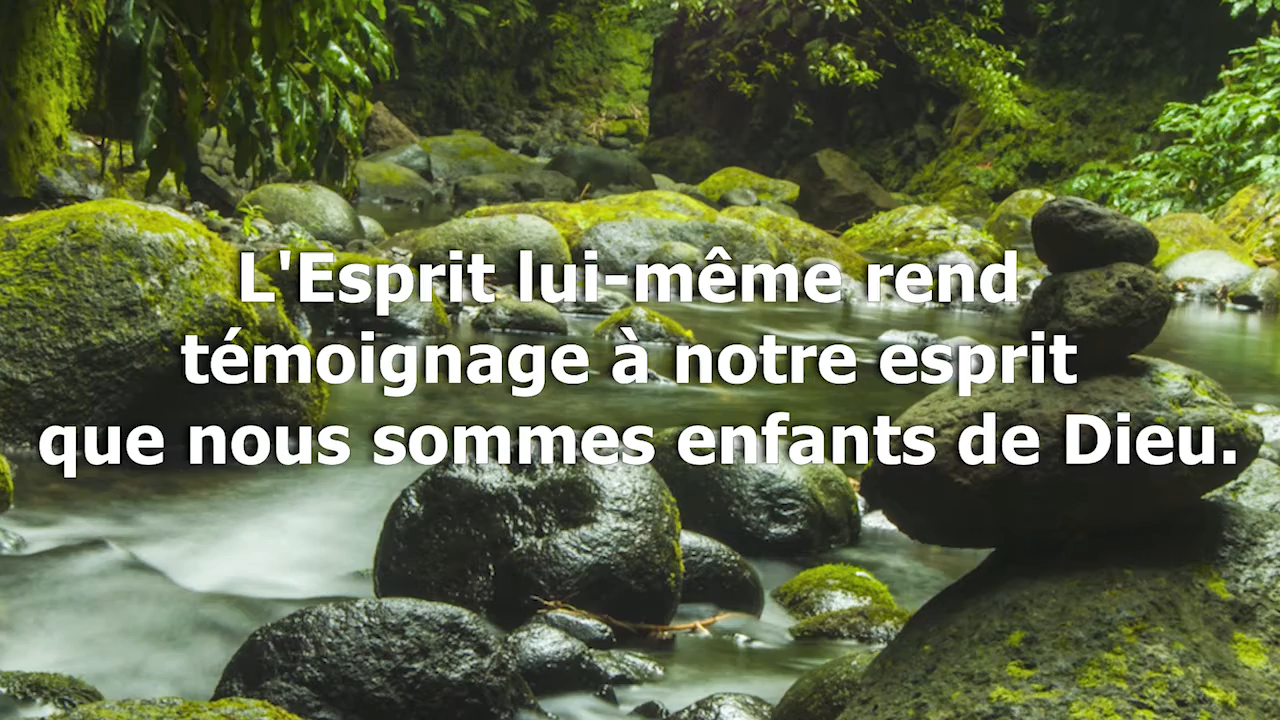 L'Esprit lui-même rend
témoignage à notre esprit
que nous sommes enfants de Dieu.